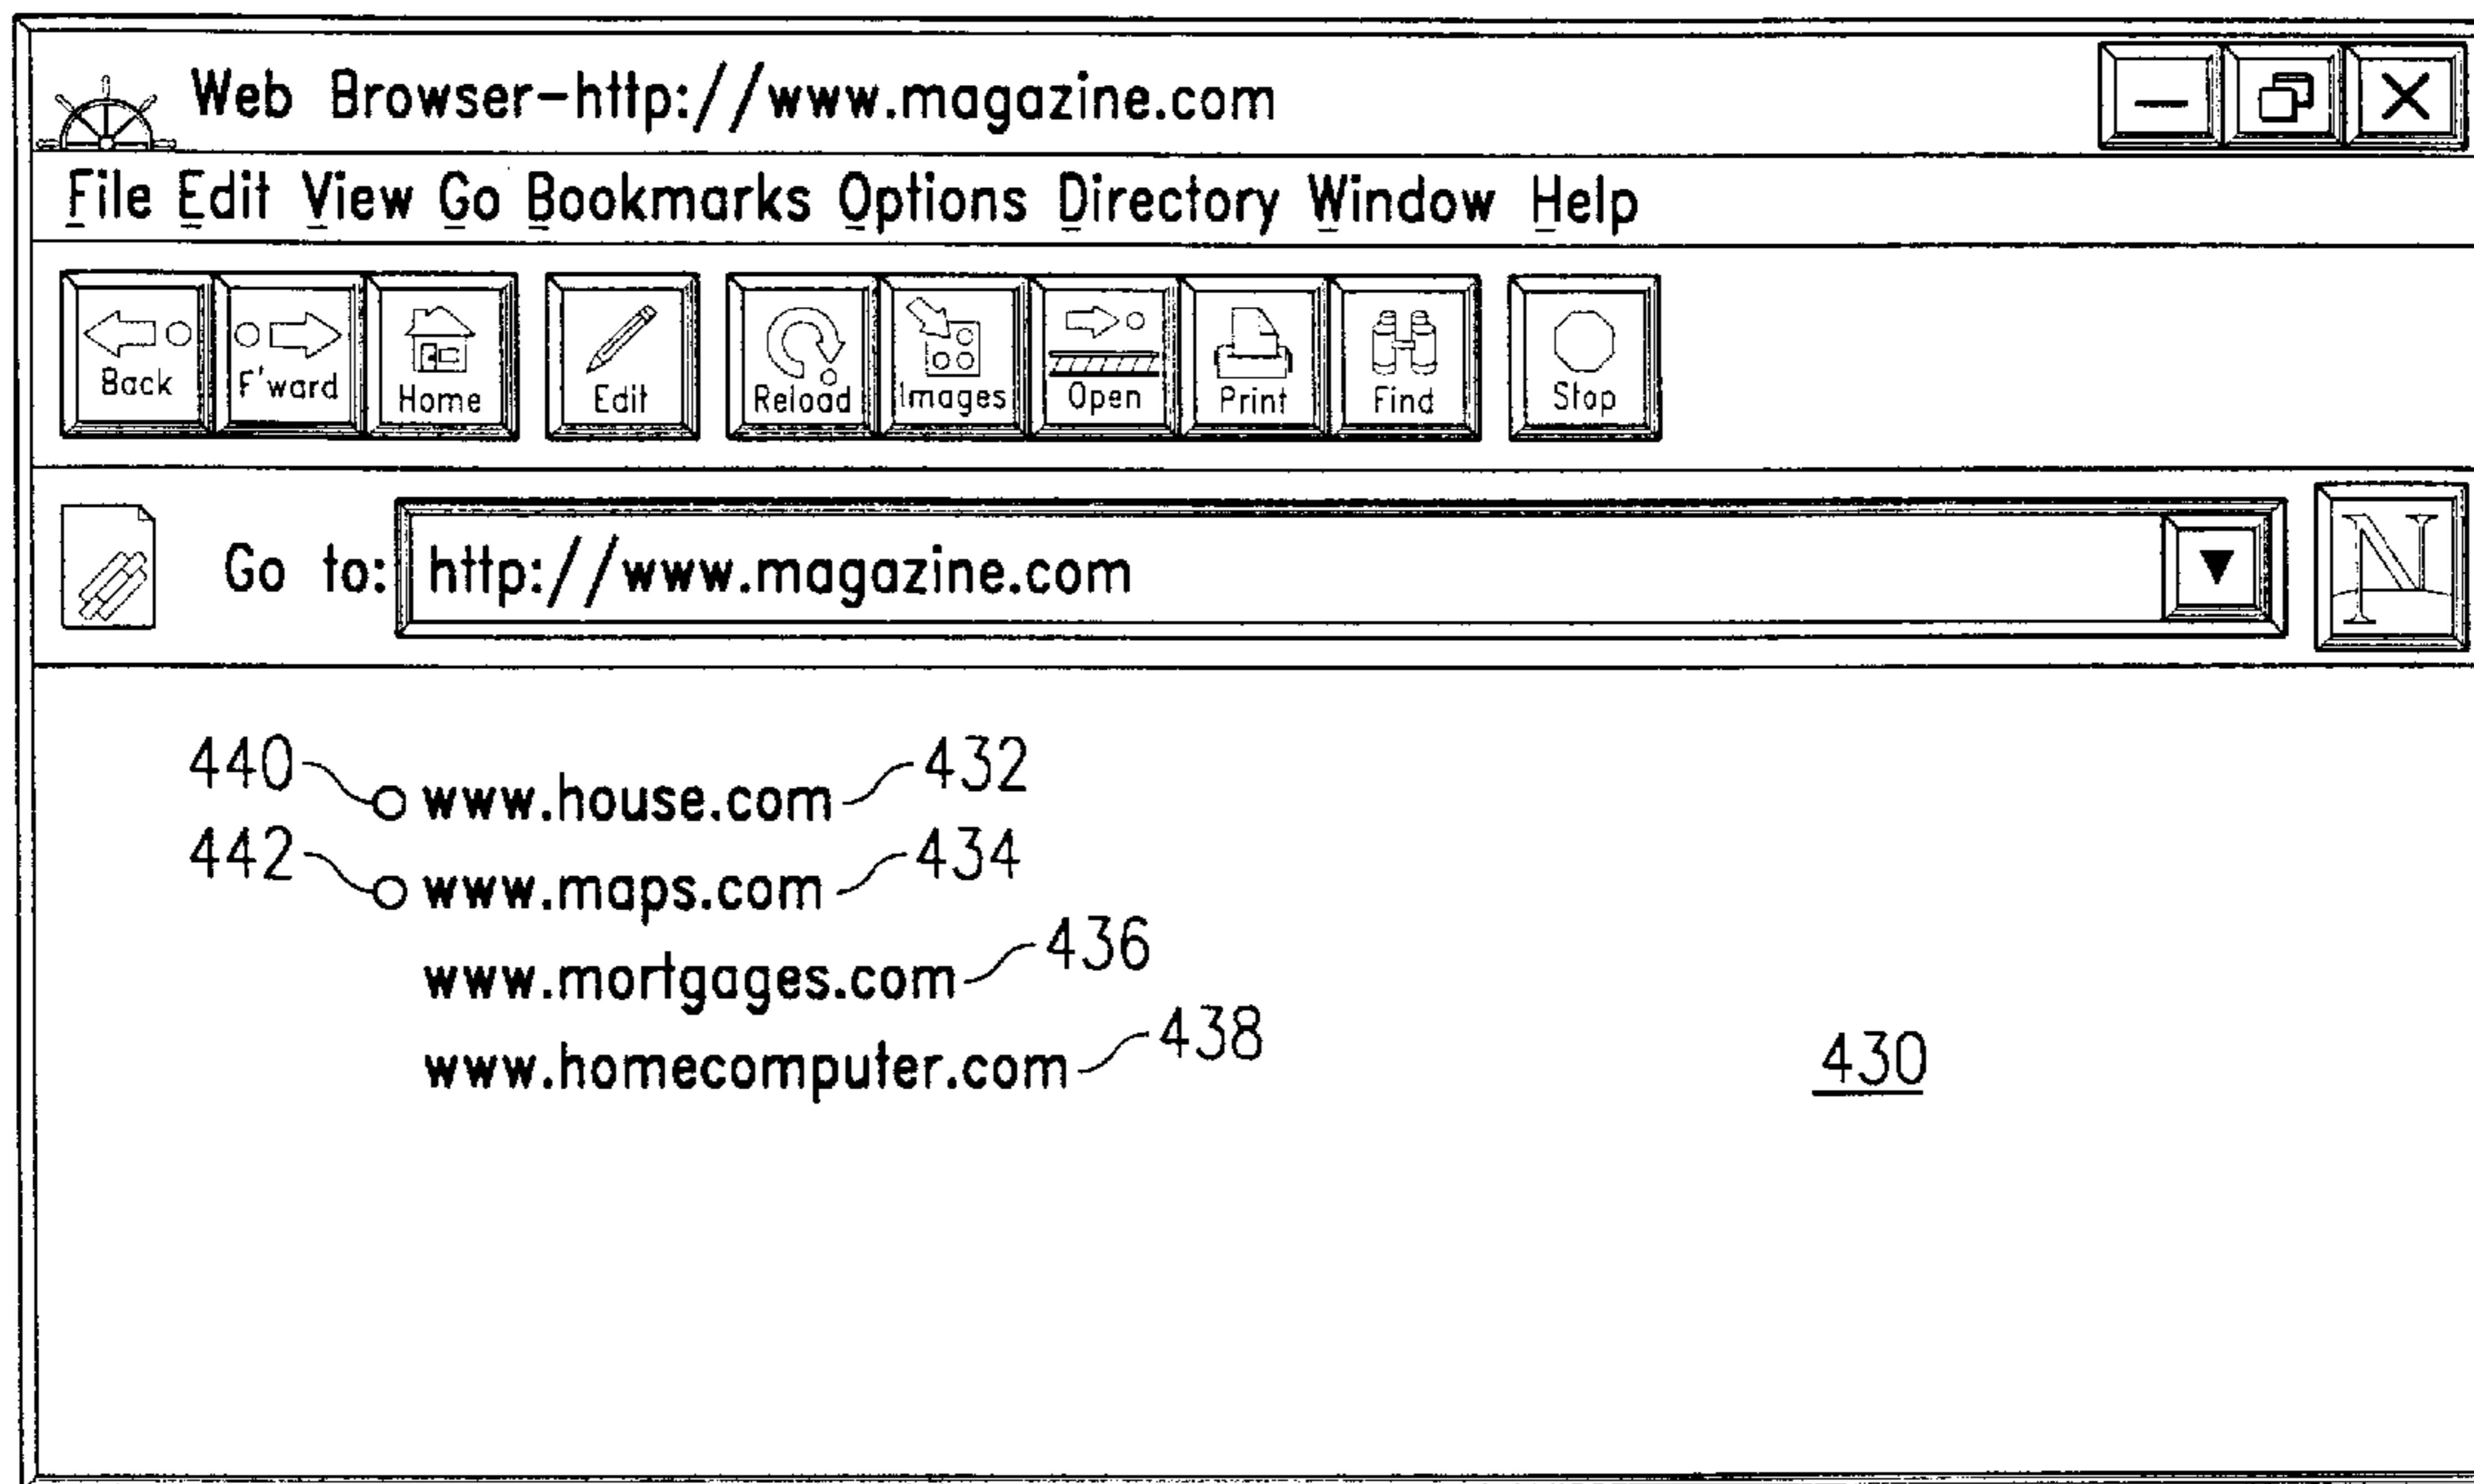 Web Browser-http://www.magazine.com
File Edit View Go Bookmarks Options Directory Window Help
Back F'ward Home Edit Reload Images Open Print Find Stop
Go to: http://www.magazine.com N
440 www.house.com 432
442 www.maps.com 434
www.mortgages.com 436
www.homecomputer.com 438
430